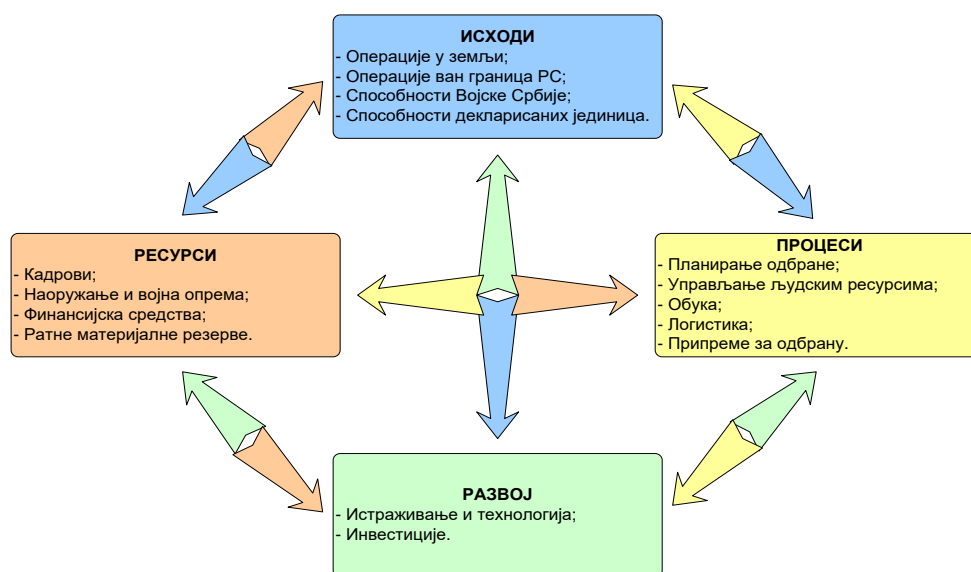 ИСХОДИ
- Операције у земљи;
- Операције ван граница РС;
- Способности Војске Србије;
- Способности декларисаних јединица.
РЕСУРСИ
- Кадрови;
- Наоружање и војна опрема;
- Финансијска средства;
- Ратне материјалне резерве.
ПРОЦЕСИ
- Планирање одбране;
- Управљање људским ресурсима;
- Обука;
- Логистика;
- Припреме за одбрану.
РАЗВОЈ
- Истраживање и технологија;
- Инвестиције.